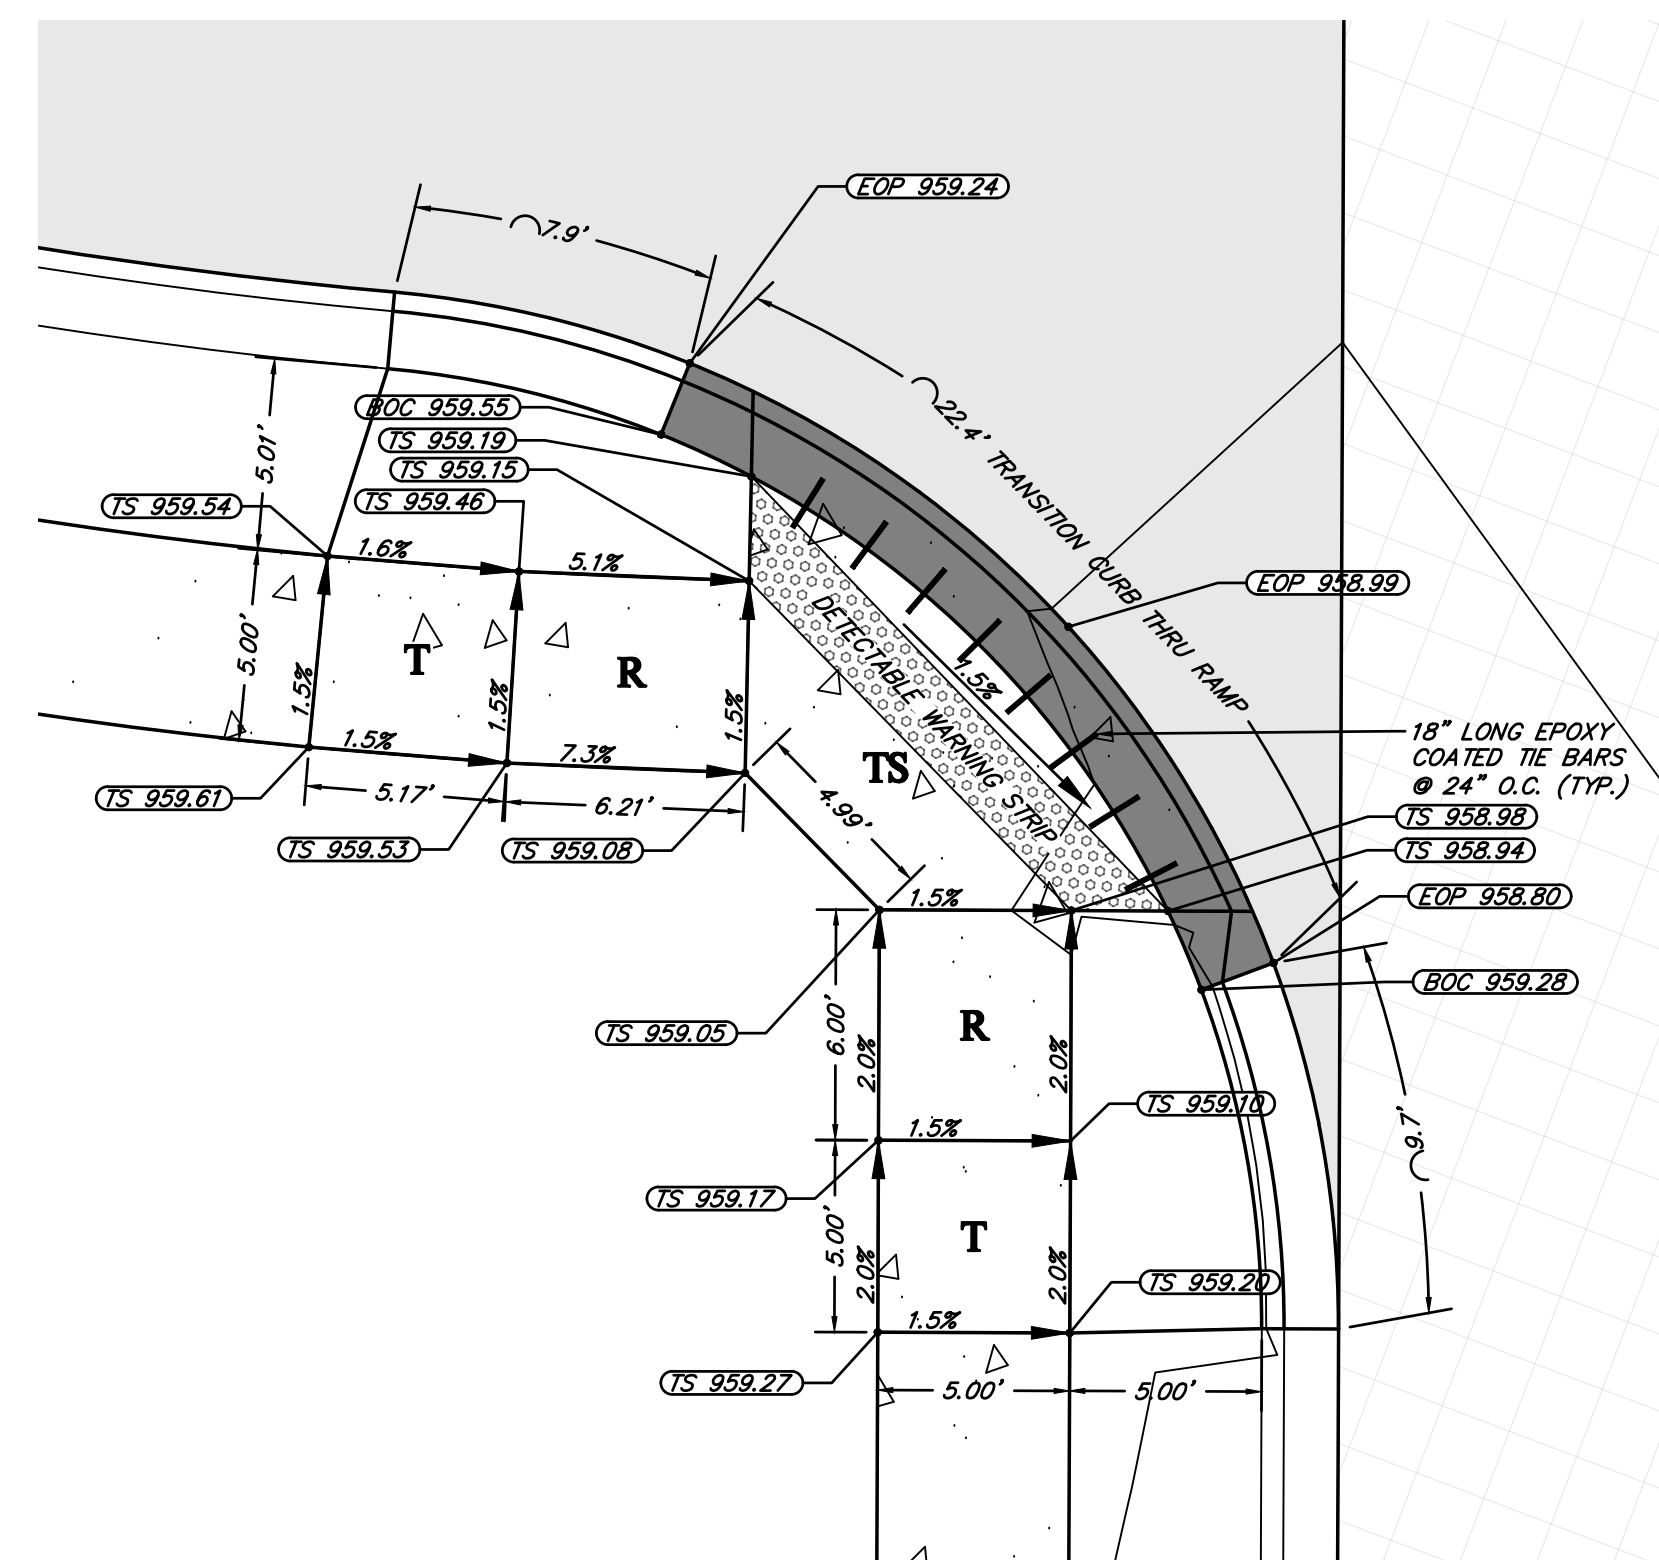 EOP 959.24
7.9'
22.4' TRANSITION CURB THRU RAMP
BOC 959.55
TS 959.19
TS 959.15
TS 959.46
TS 959.54
5.01'
1.6%
5.1%
EOP 958.99
5.00'
1.5%
T
1.5%
R
1.5%
DETECTABLE WARNING STRIP
1.5%
1.5%
7.3%
TS
18" LONG EPOXY
COATED TIE BARS
@ 24" O.C. (TYP.)
TS 959.61
5.17'
6.21'
4.99'
TS 958.98
TS 959.53
TS 959.08
TS 958.94
1.5%
EOP 958.80
BOC 959.28
TS 959.05
6.00'
2.0%
R
2.0%
TS 959.10
1.5%
9.7'
TS 959.17
5.00'
2.0%
T
2.0%
TS 959.20
1.5%
TS 959.27
5.00'
5.00'